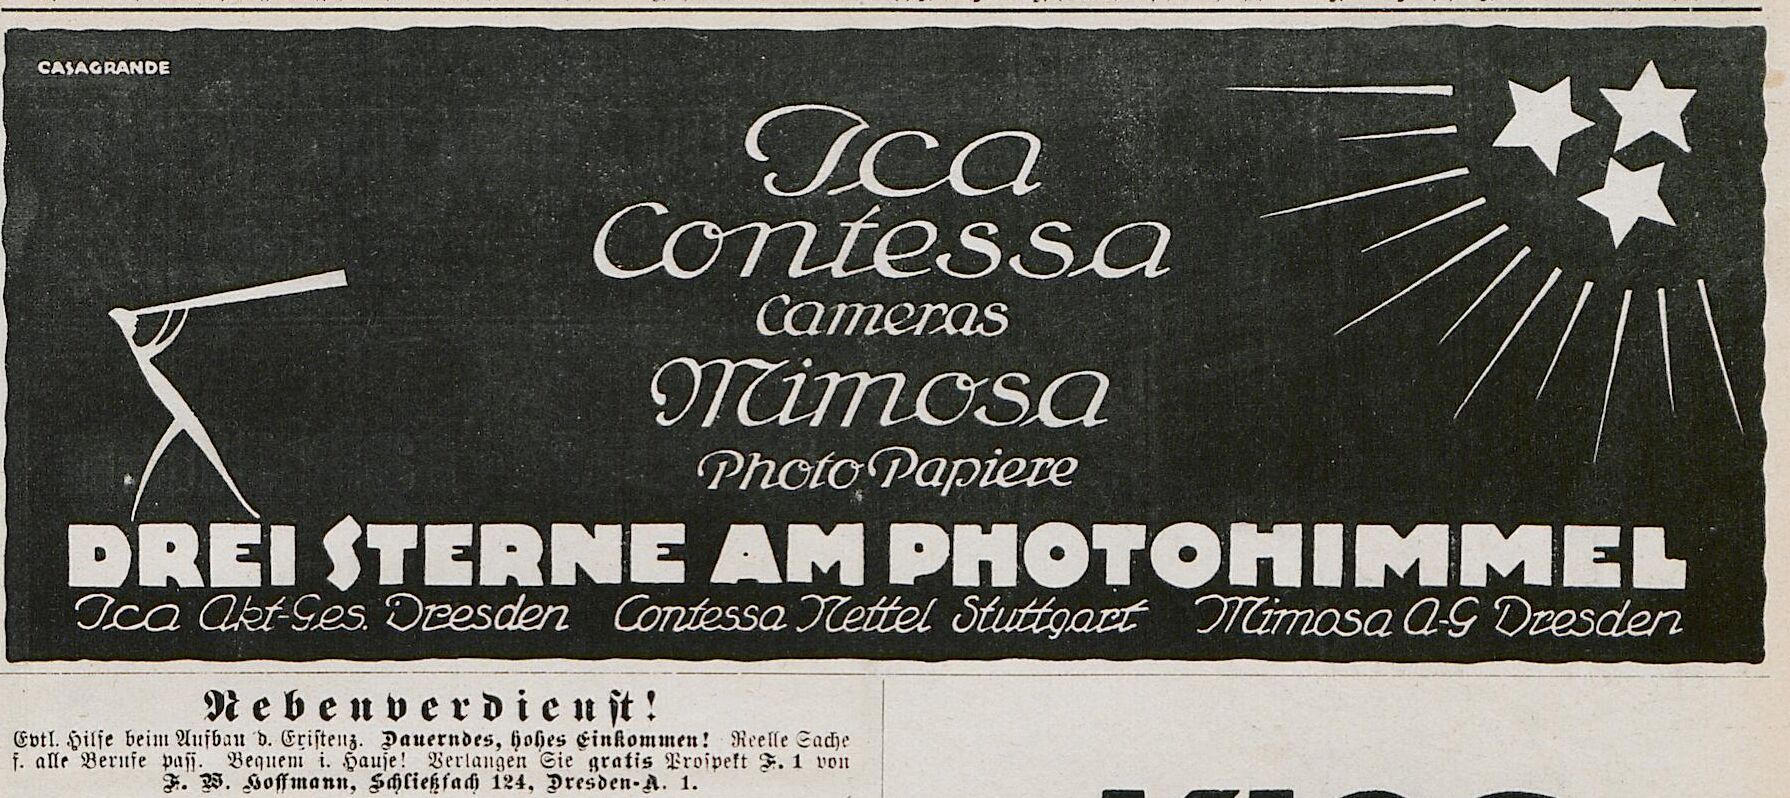 CASAGRANDE
Ica
Contessa
Cameras
Mimosa
Photo Papiere
DREI STERNE AM PHOTOHIMMEL
Ica Akt-Ges. Dresden Contessa Nettel Stuttgart Mimosa A-G Dresden
Nebenverdienst!
Evtl. Hilfe beim Aufbau d. Existenz. Dauerndes, hohes Einkommen! Reelle Sache
f. alle Berufe pass. Bequem i. Hause! Verlangen Sie gratis Prospekt F. 1 von
F. W. Hoffmann, Schließfach 124, Dresden-A. 1.